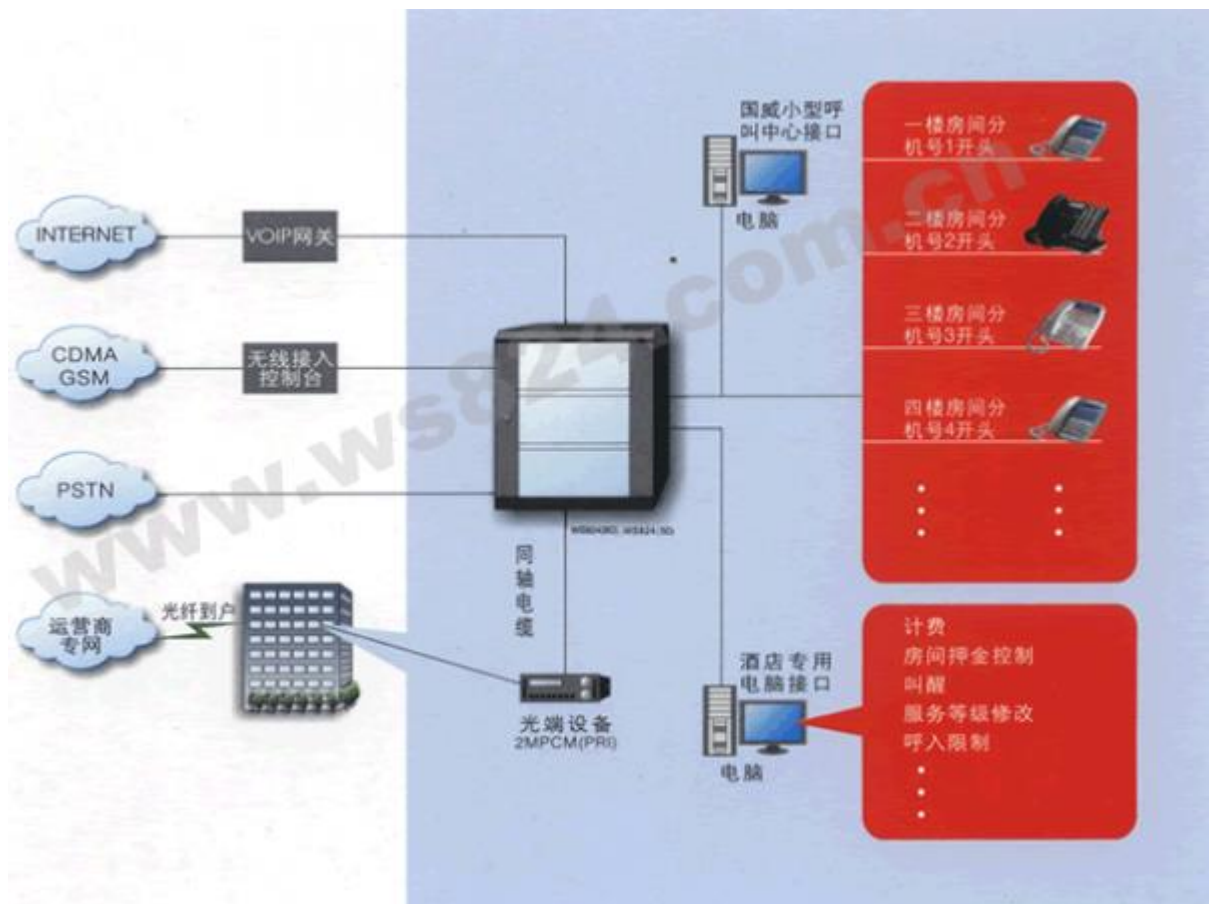 国威小型呼
叫中心接口
电脑
一楼房间分
机号1开头
二楼房间分
机号2开头
三楼房间分
机号3开头
四楼房间分
机号4开头
INTERNET
VOIP网关
CDMA
GSM
无线接入
控制台
PSTN
运营商
专网
光纤到户
同轴电缆
光端设备
2MPCM(PRI)
酒店专用
电脑接口
电脑
计费
房间押金控制
叫醒
服务等级修改
呼入限制
www.ws824.com.cn